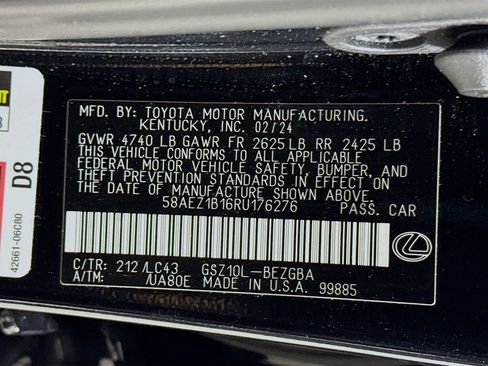 MFD. BY: TOYOTA MOTOR MANUFACTURING.
KENTUCKY, INC. 02/24
GVWR 4740 LB GAWR FR 2625 LB RR 2425 LB
THIS VEHICLE CONFORMS TO ALL APPLICABLE
FEDERAL MOTOR VEHICLE SAFETY, BUMPER, AND
THEFT PREVENTION STANDARDS IN EFFECT ON
THE DATE OF MANUFACTURE SHOWN ABOVE.
58AEZ1B16RU176276 PASS. CAR
C/TR: 212 /LC43 GSZ10L-BEZGBA
A/TM: /UA80E MADE IN U.S.A. 99885
D8
42661-06C80